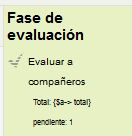 Fase de
evaluación
Evaluar a
compañeros
Total: {$a-> total}
pendiente: 1